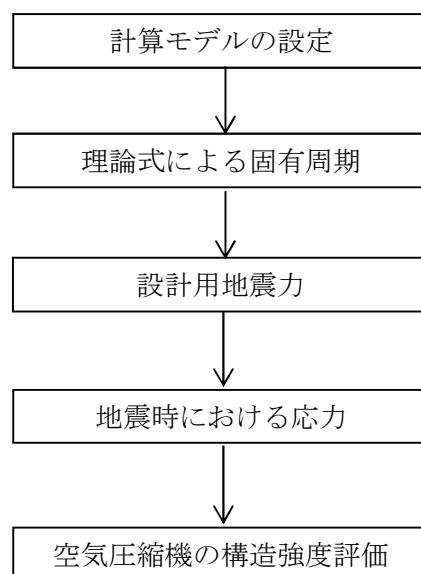 計算モデルの設定
理論式による固有周期
設計用地震力
地震時における応力
空気圧縮機の構造強度評価